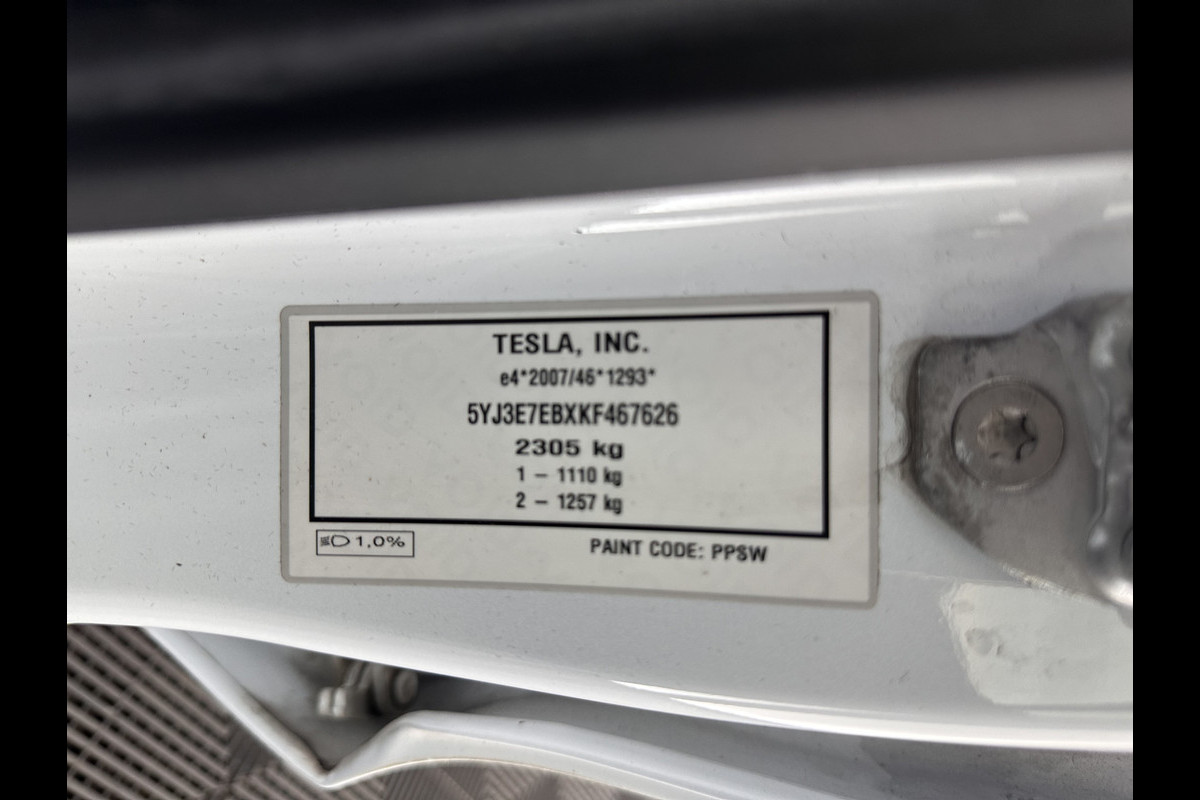 TESLA, INC.
e4*2007/46*1293*
5YJ3E7EBXKF467626
2305 kg
1 – 1110 kg
2 – 1257 kg
1,0%
PAINT CODE: PPSW